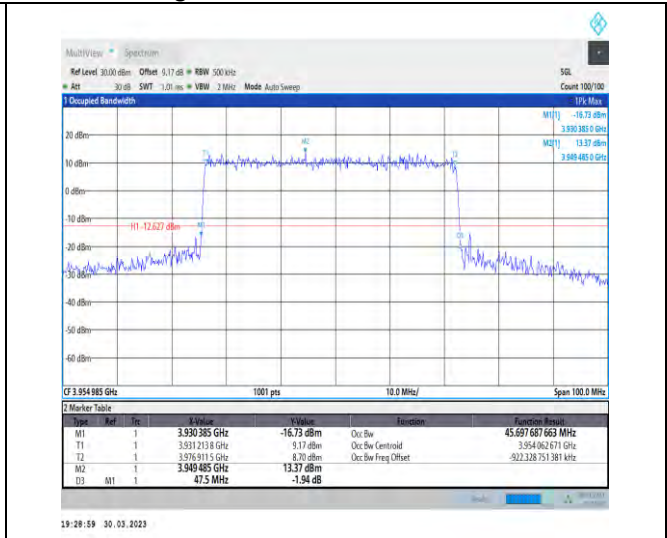 MultiView Spectrum
Ref Level 30.00 dBm Offset 9.17 dB RBW 500 kHz SGL
Att 30 dB SWT 1.01 ms VBW 2 MHz Mode Auto Sweep Count 100/100
1 Occupied Bandwidth 1Pk Max
M1[1] -16.73 dBm
3.930 385 0 GHz
M2[1] 13.37 dBm
3.949 485 0 GHz
20 dBm
T1 M2 T2
10 dBm
0 dBm
-10 dBm
H1 -12.627 dBm M1
-20 dBm
D3
-30 dBm
-40 dBm
-50 dBm
-60 dBm
CF 3.954 985 GHz 1001 pts 10.0 MHz/ Span 100.0 MHz
2 Marker Table
Type Ref Trc X-Value Y-Value Function Function Result
M1 1 3.930 385 GHz -16.73 dBm Occ Bw 45.697 687 663 MHz
T1 1 3.931 213 8 GHz 9.17 dBm Occ Bw Centroid 3.954 062 671 GHz
T2 1 3.976 911 5 GHz 8.70 dBm Occ Bw Freq Offset -922.328 751 381 kHz
M2 1 3.949 485 GHz 13.37 dBm
D3 M1 1 47.5 MHz -1.94 dB
19:28:59 30.03.2023